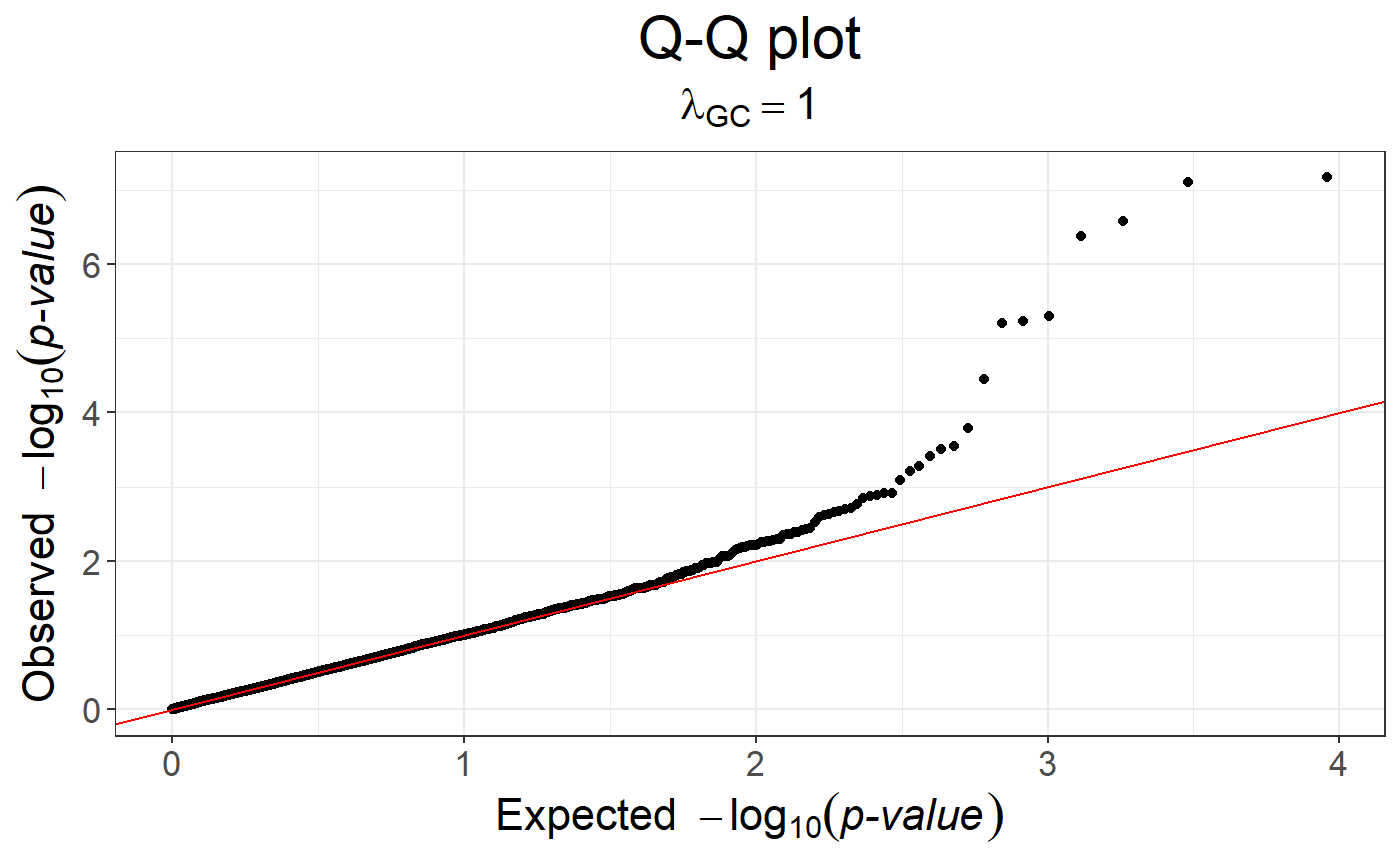 Q-Q plot
λGC = 1
Observed −log10(p-value)
6
4
2
0
0 1 2 3 4
Expected −log10(p-value)